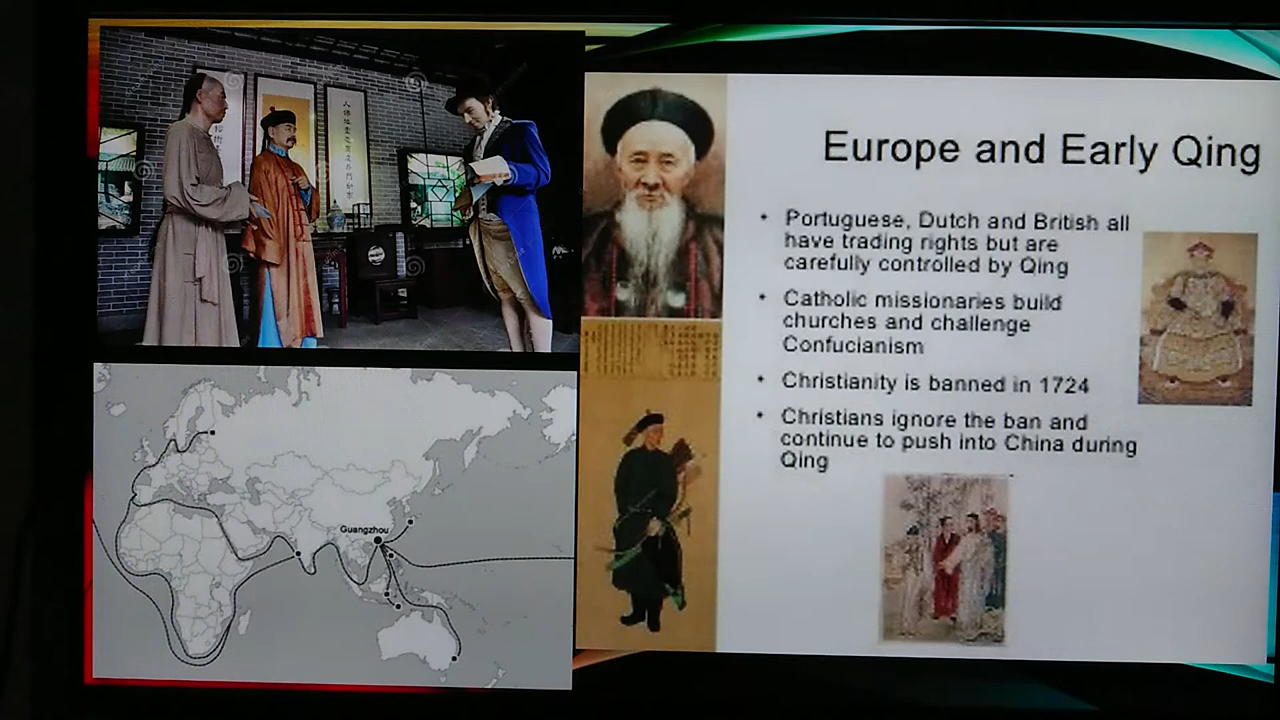 Europe and Early Qing
• Portuguese, Dutch and British all
have trading rights but are
carefully controlled by Qing
• Catholic missionaries build
churches and challenge
Confucianism
• Christianity is banned in 1724
• Christians ignore the ban and
continue to push into China during
Qing
Guangzhou